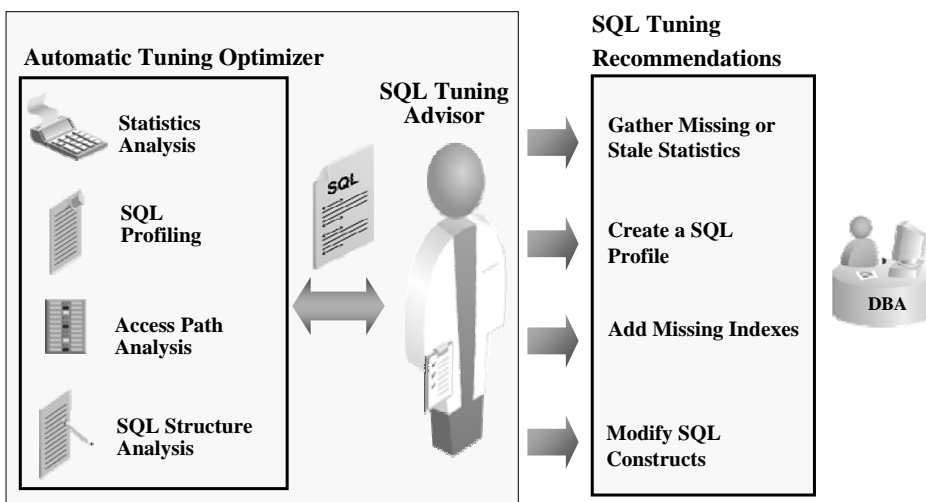 Automatic Tuning Optimizer
Statistics
Analysis
SQL
Profiling
Access Path
Analysis
SQL Structure
Analysis
SQL
SQL Tuning
Advisor
SQL Tuning
Recommendations
Gather Missing or
Stale Statistics
Create a SQL
Profile
Add Missing Indexes
Modify SQL
Constructs
DBA